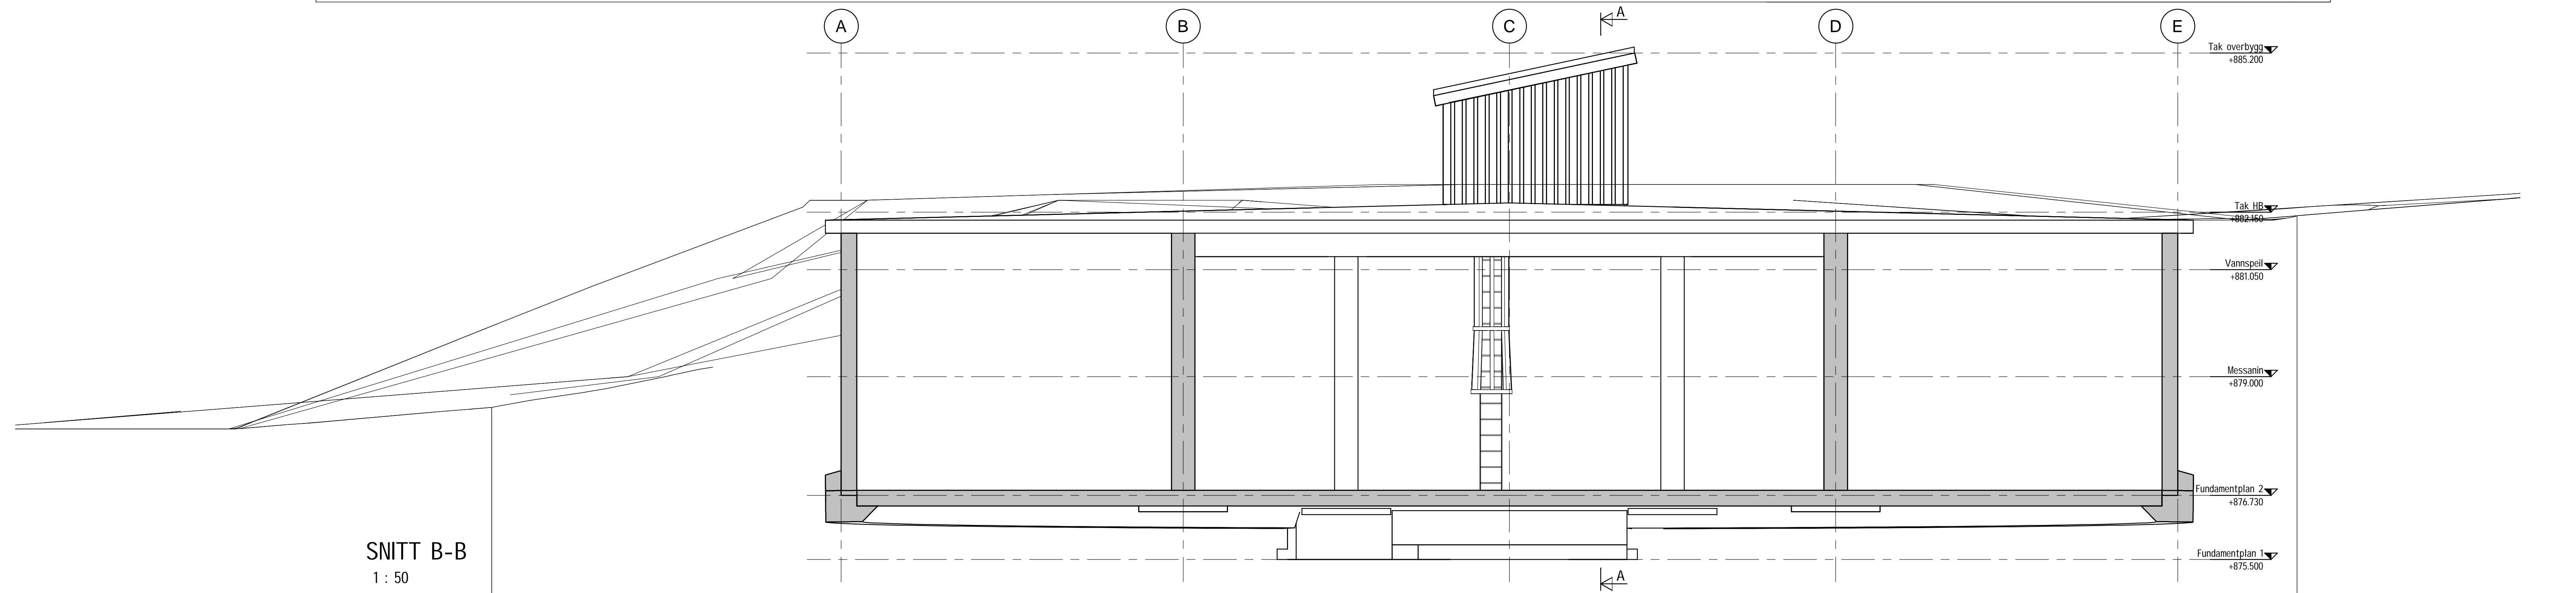 A B C A D E
Tak overbygg
+885.200
Tak HB
+882.150
Vannspeil
+881.050
Messanin
+879.000
Fundamentplan 2
+876.730
SNITT B-B
1 : 50
Fundamentplan 1
+875.500
A